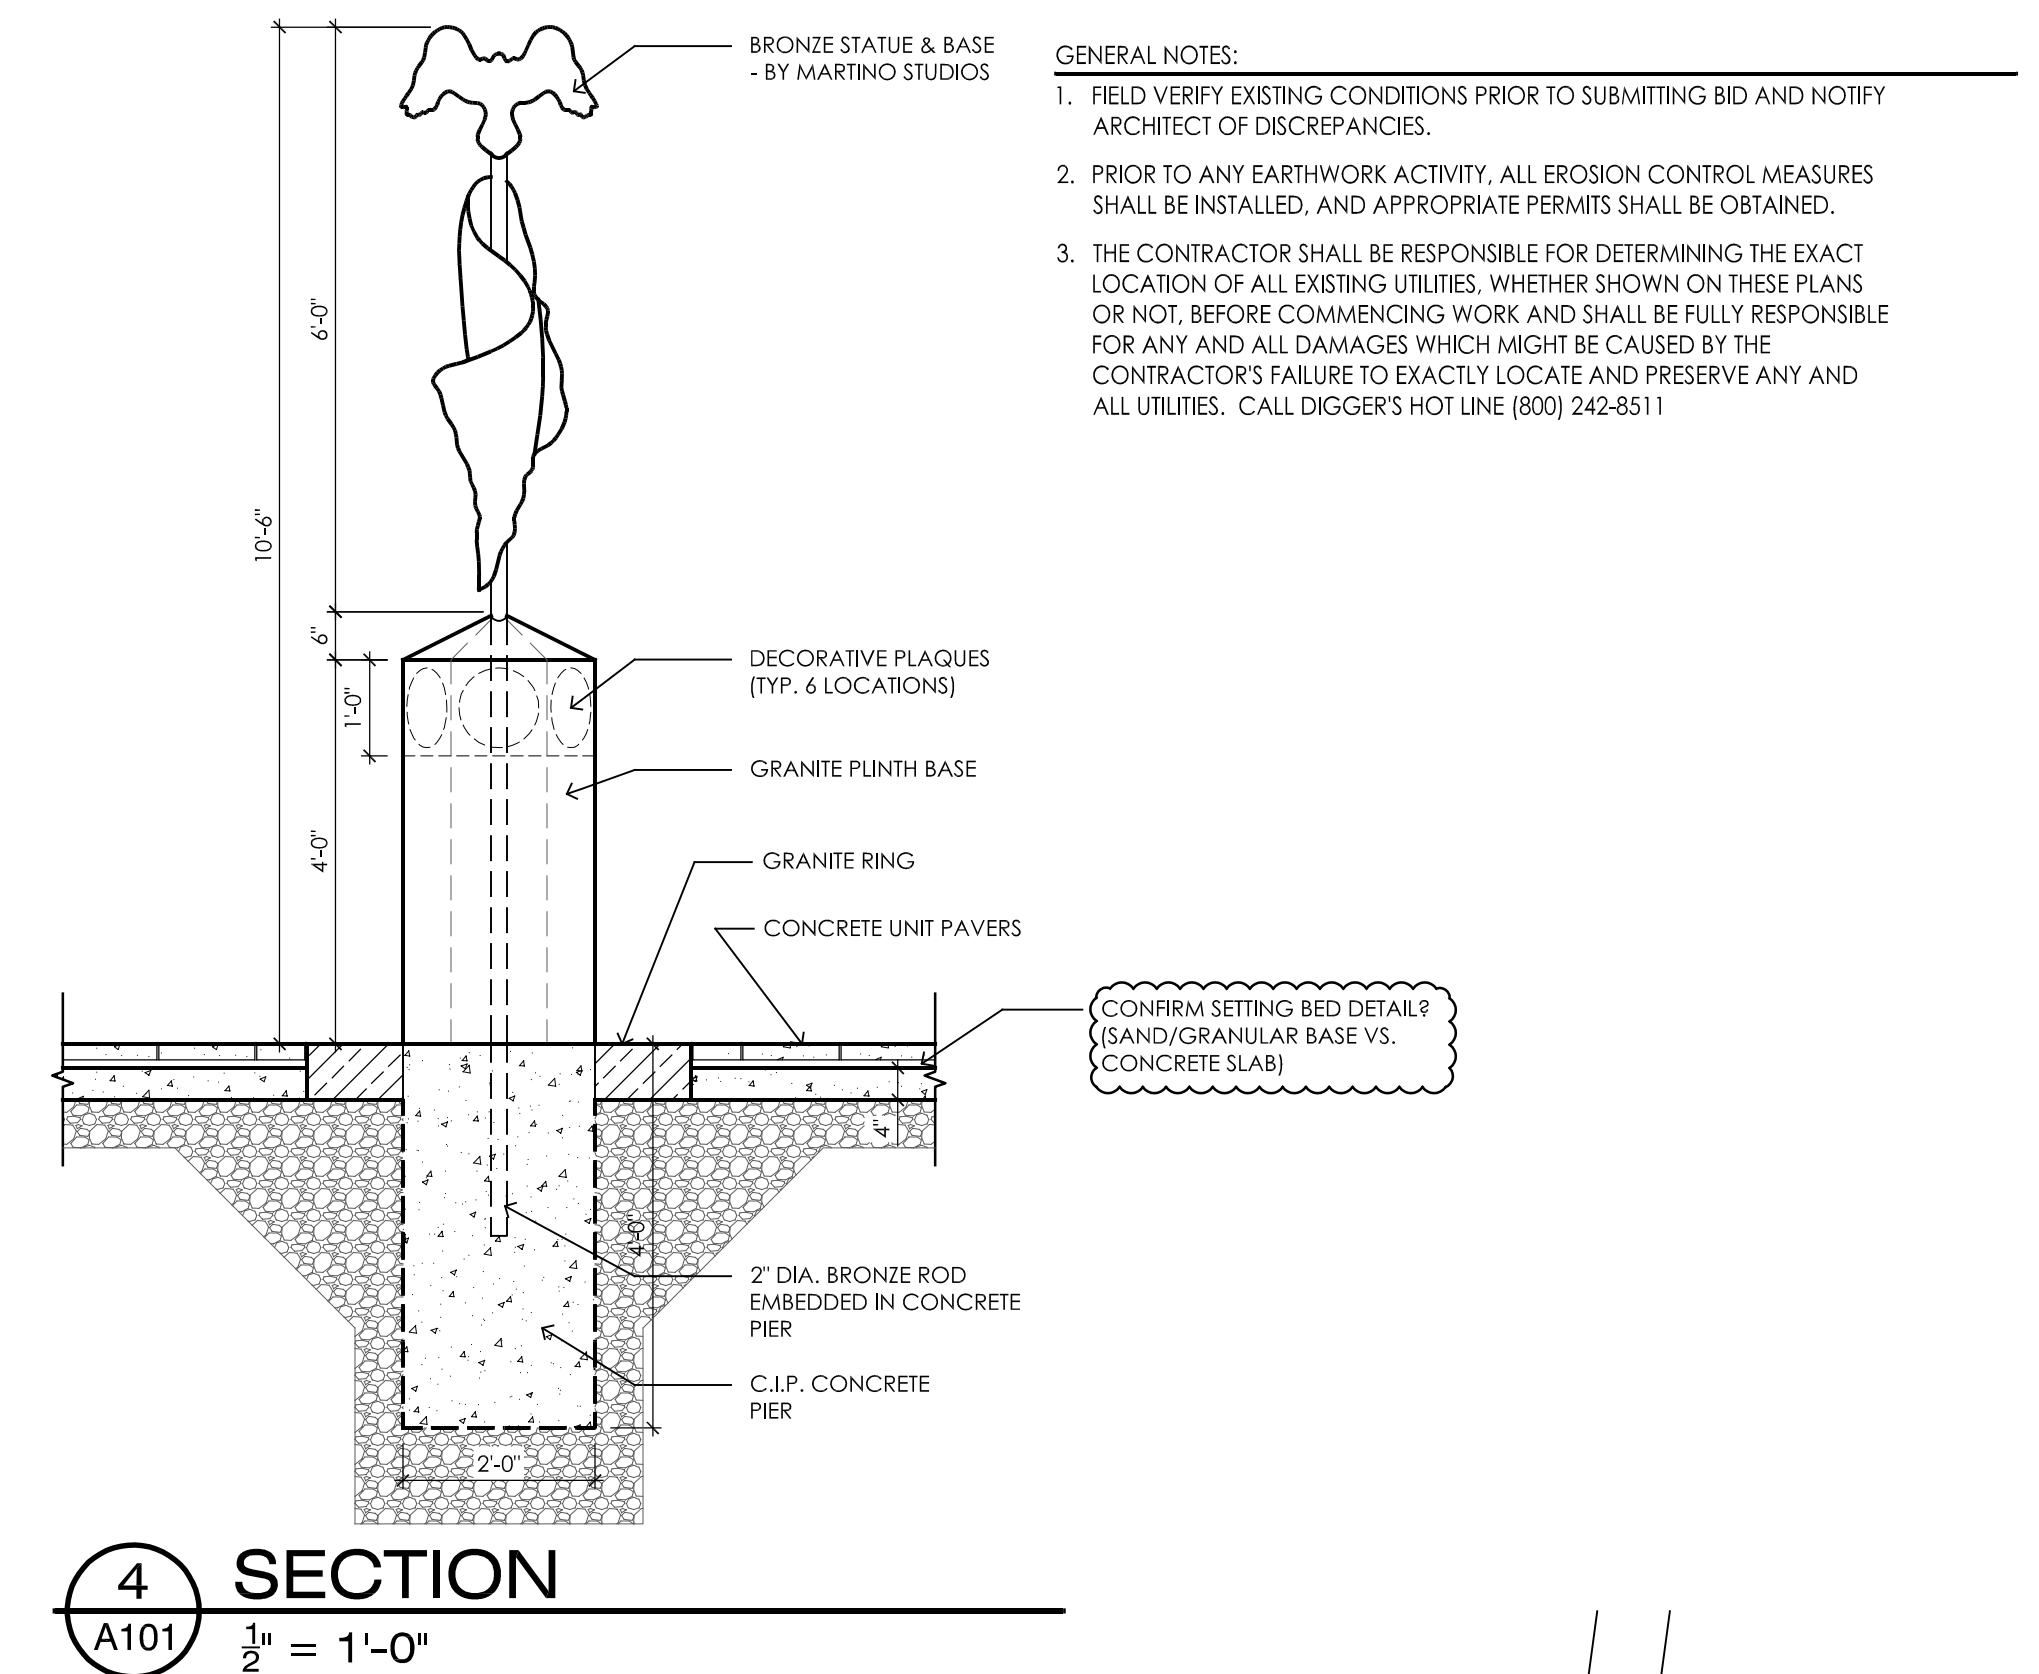 BRONZE STATUE & BASE
- BY MARTINO STUDIOS
GENERAL NOTES:
1. FIELD VERIFY EXISTING CONDITIONS PRIOR TO SUBMITTING BID AND NOTIFY
ARCHITECT OF DISCREPANCIES.
2. PRIOR TO ANY EARTHWORK ACTIVITY, ALL EROSION CONTROL MEASURES
SHALL BE INSTALLED, AND APPROPRIATE PERMITS SHALL BE OBTAINED.
3. THE CONTRACTOR SHALL BE RESPONSIBLE FOR DETERMINING THE EXACT
LOCATION OF ALL EXISTING UTILITIES, WHETHER SHOWN ON THESE PLANS
OR NOT, BEFORE COMMENCING WORK AND SHALL BE FULLY RESPONSIBLE
FOR ANY AND ALL DAMAGES WHICH MIGHT BE CAUSED BY THE
CONTRACTOR'S FAILURE TO EXACTLY LOCATE AND PRESERVE ANY AND
ALL UTILITIES. CALL DIGGER'S HOT LINE (800) 242-8511
6'-0"
10'-6"
6"
1'-0"
4'-0"
DECORATIVE PLAQUES
(TYP. 6 LOCATIONS)
GRANITE PLINTH BASE
GRANITE RING
CONCRETE UNIT PAVERS
CONFIRM SETTING BED DETAIL?
(SAND/GRANULAR BASE VS.
CONCRETE SLAB)
4"
4'-0"
2" DIA. BRONZE ROD
EMBEDDED IN CONCRETE
PIER
C.I.P. CONCRETE
PIER
2'-0"
4
A101
SECTION
½" = 1'-0"